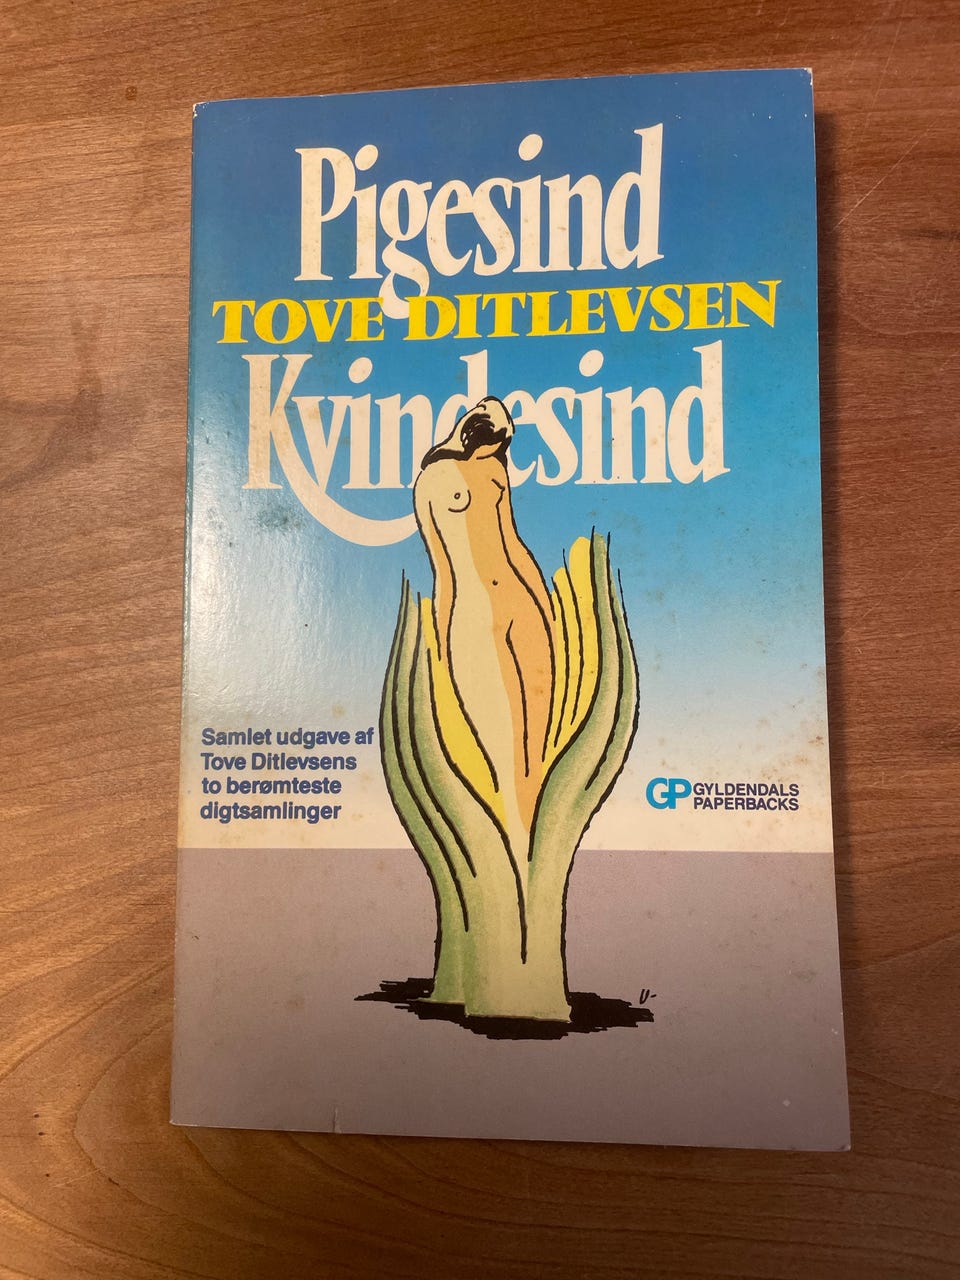 Pigesind
TOVE DITLEVSEN
Kvindesind
Samlet udgave af
Tove Ditlevsens
to berømteste
digtsamlinger
GP GYLDENDALS
PAPERBACKS